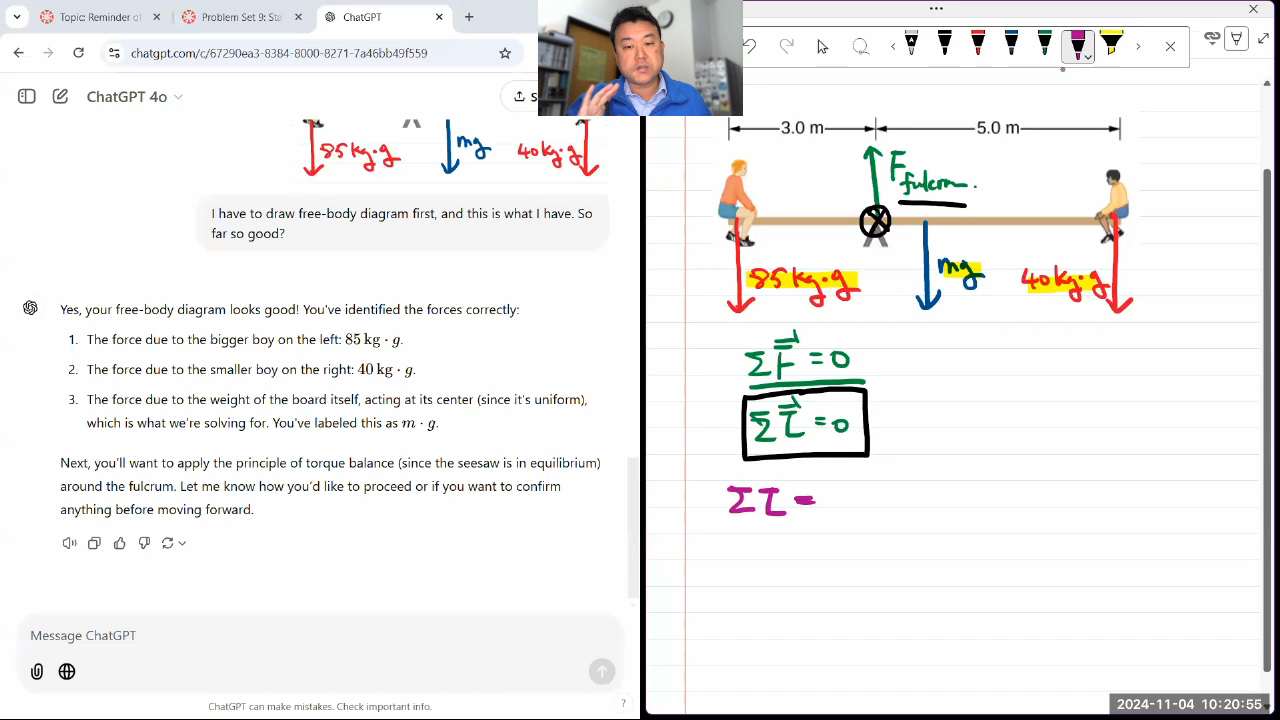 Topic: Reminder of
Problem et 9: Sta
ChatGPT
chatgpt.com/c/67290ea3-
ChatGPT 4o
85kg·g
mg
40kg·g
I have to draw free-body diagram first, and this is what I have. So
far so good?
Yes, your free-body diagram looks good! You've identified the forces correctly:
1. The force due to the bigger boy on the left: 85 kg · g.
2. The force due to the smaller boy on the right: 40 kg · g.
3. The force due to the weight of the board itself, acting at its center (since it's uniform),
which is what we're solving for. You've labeled this as m · g.
Next, you'll want to apply the principle of torque balance (since the seesaw is in equilibrium)
around the fulcrum. Let me know how you'd like to proceed or if you want to confirm
anything before moving forward.
Message ChatGPT
ChatGPT can make mistakes. Check important info.
?
3.0 m
5.0 m
F fulcrum.
85kg·g
mg
40kg·g
ΣF⃗ = 0
Στ⃗ = 0
Στ =
2024-11-04 10:20:55